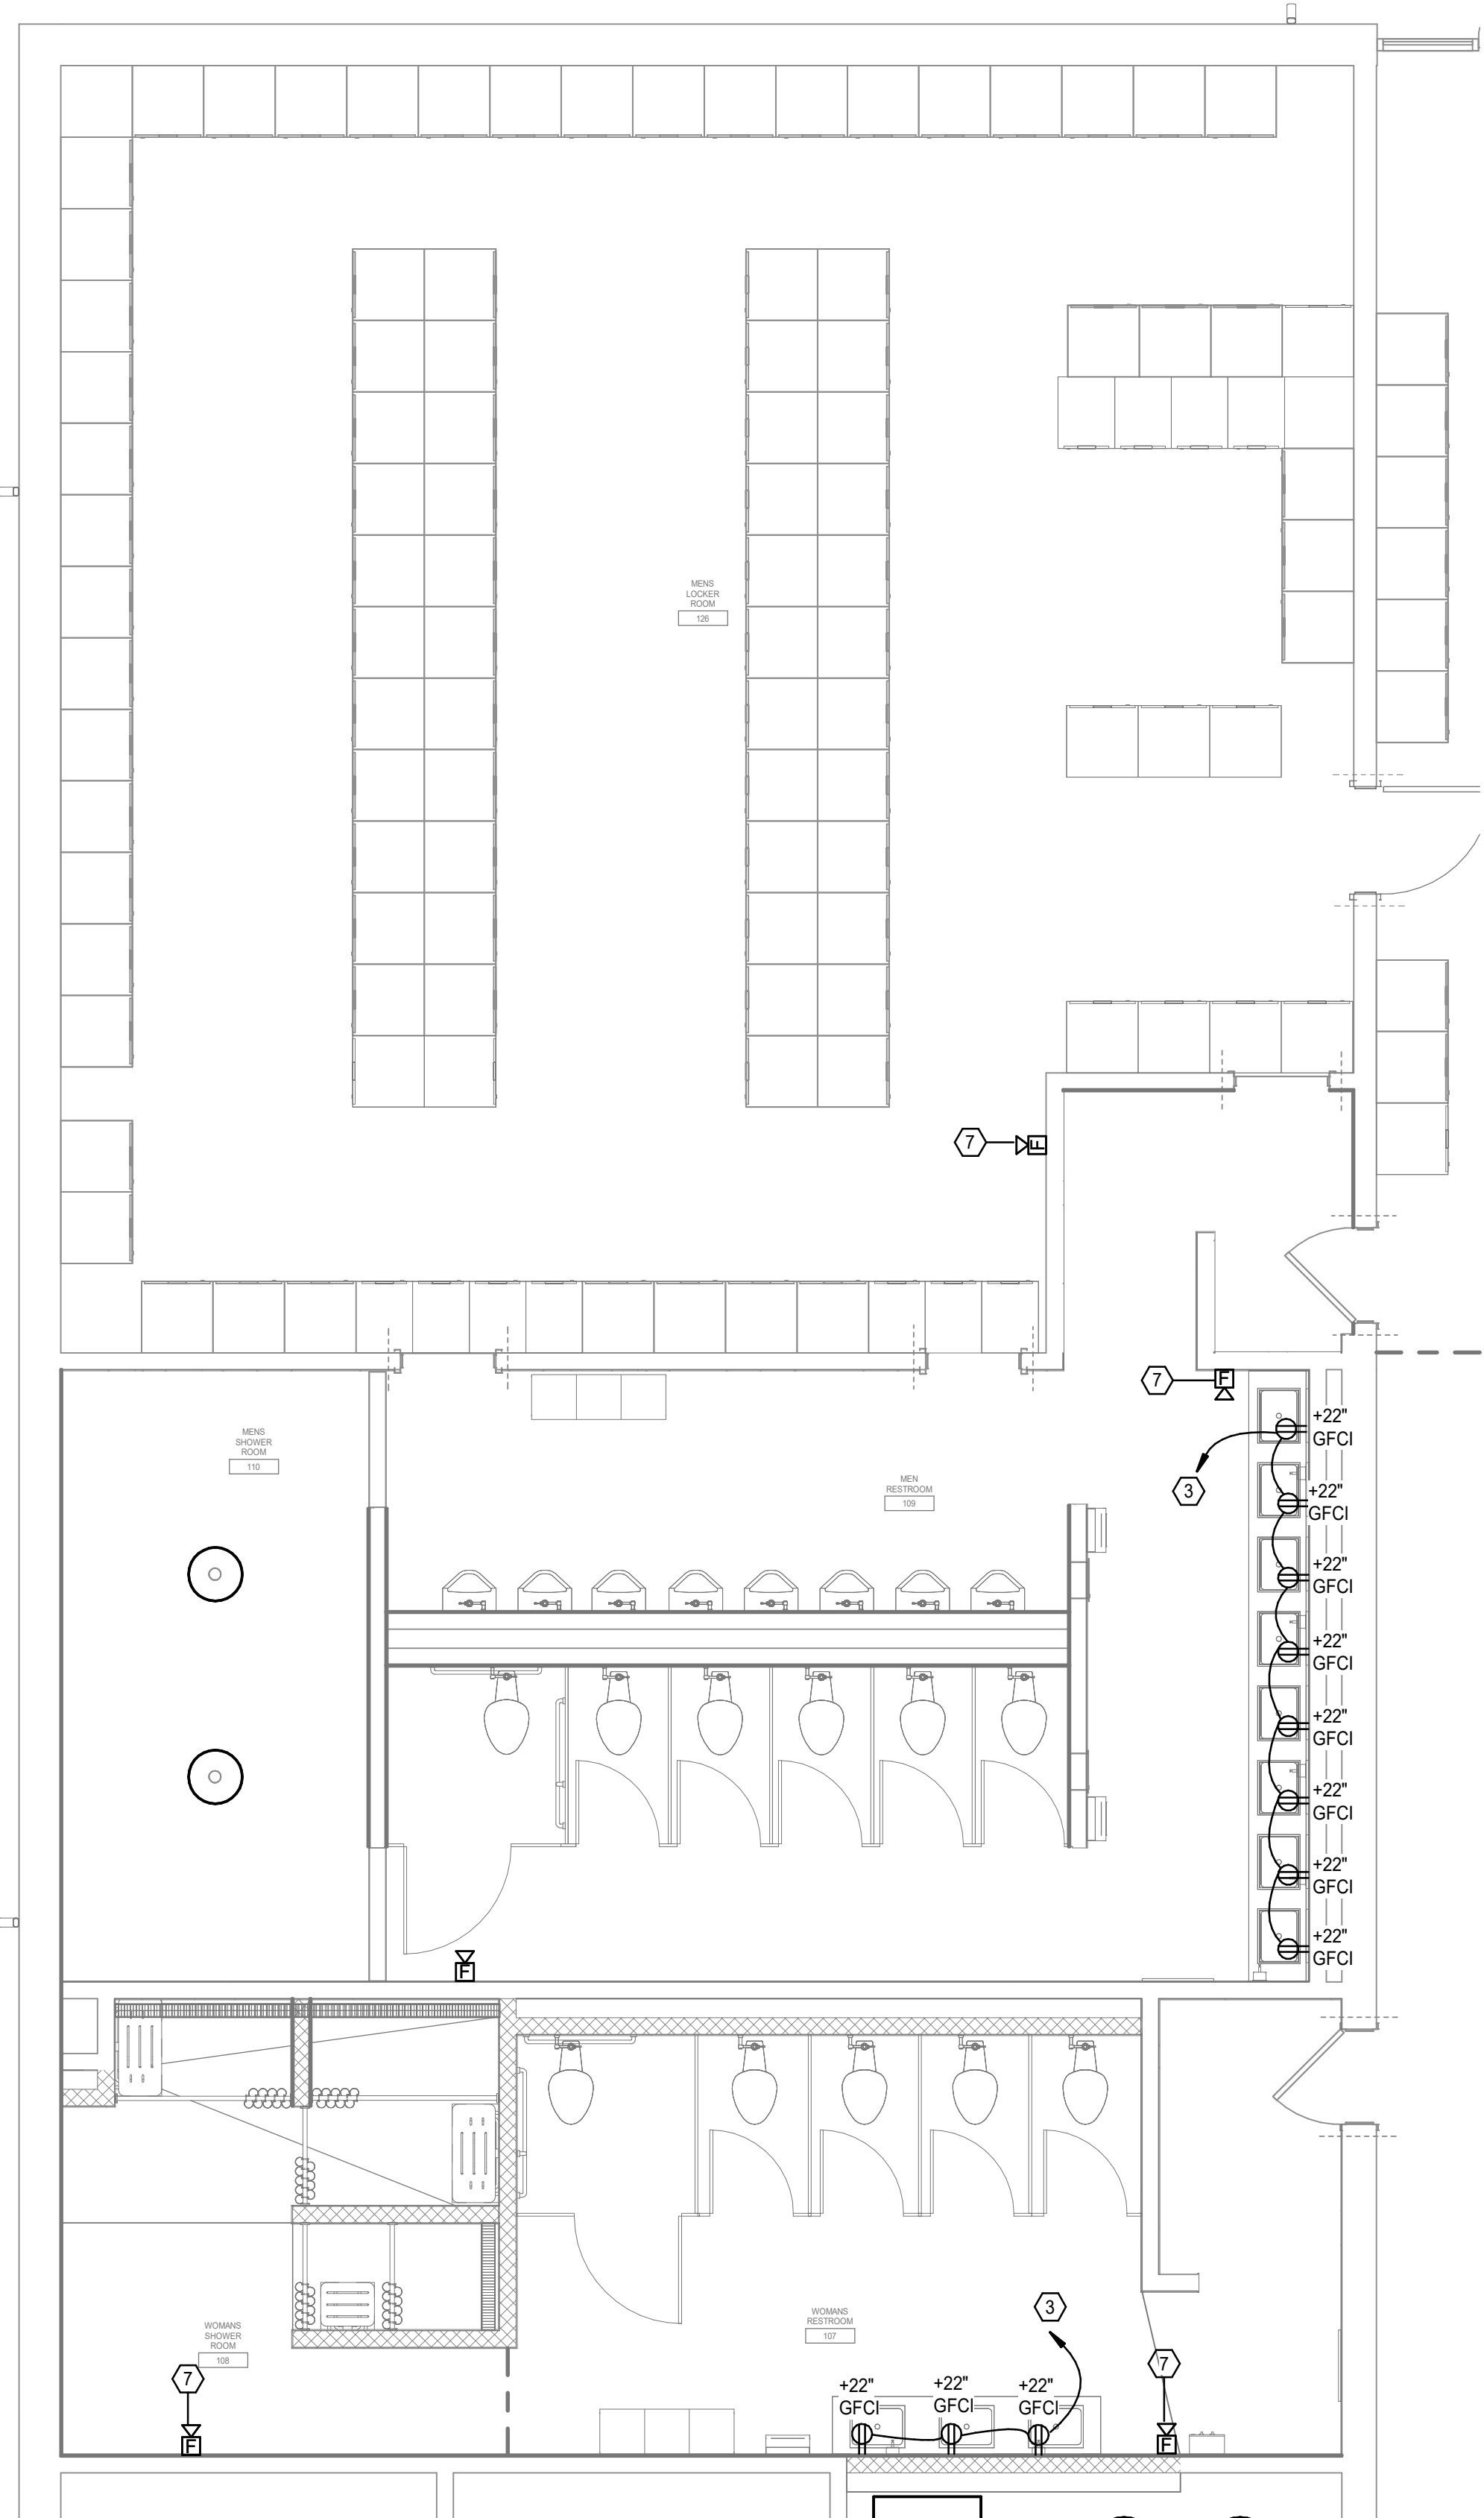 MENS
LOCKER
ROOM
126
7
F
7
F
MENS
SHOWER
ROOM
110
MEN
RESTROOM
109
3
+22"
GFCI
+22"
GFCI
+22"
GFCI
+22"
GFCI
+22"
GFCI
+22"
GFCI
+22"
GFCI
+22"
GFCI
F
WOMANS
SHOWER
ROOM
108
7
F
WOMANS
RESTROOM
107
3
+22"
GFCI
+22"
GFCI
+22"
GFCI
7
F